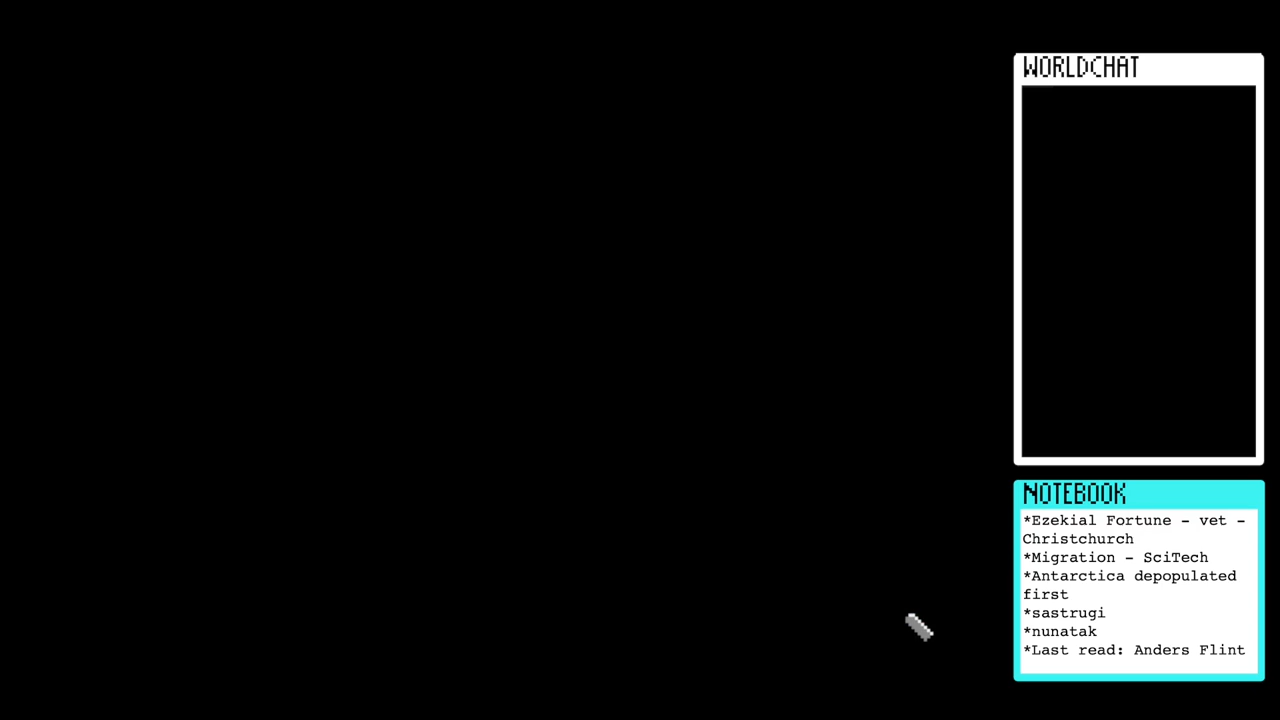 WORLDCHAT
NOTEBOOK
*Ezekial Fortune - vet -
Christchurch
*Migration - SciTech
*Antarctica depopulated
first
*sastrugi
*nunatak
*Last read: Anders Flint